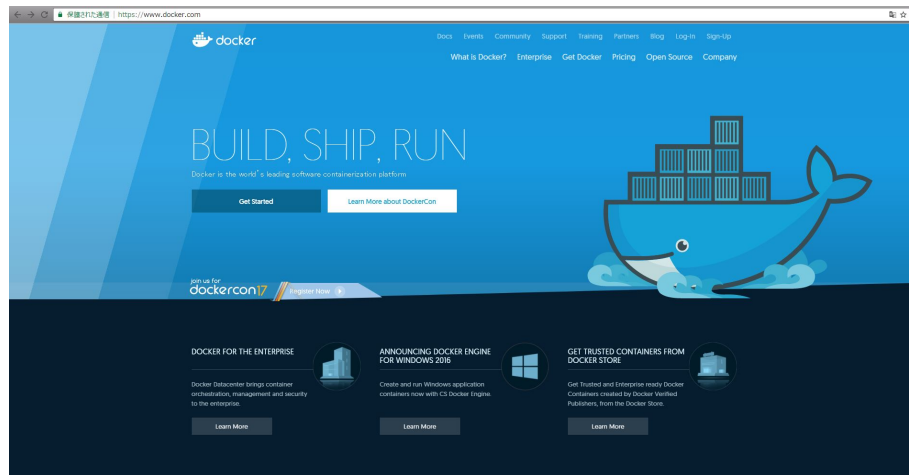 保護された通信 | https://www.docker.com
docker
Docs Events Community Support Training Partners Blog Log-In Sign-Up
What is Docker? Enterprise Get Docker Pricing Open Source Company
BUILD, SHIP, RUN
Docker is the world's leading software containerization platform
Get Started
Learn More about DockerCon
join us for
dockercon17
Register Now
DOCKER FOR THE ENTERPRISE
Docker Datacenter brings container
orchestration, management and security
to the enterprise.
Learn More
ANNOUNCING DOCKER ENGINE
FOR WINDOWS 2016
Create and run Windows application
containers now with CS Docker Engine.
Learn More
GET TRUSTED CONTAINERS FROM
DOCKER STORE
Get Trusted and Enterprise ready Docker
Containers created by Docker Verified
Publishers, from the Docker Store.
Learn More